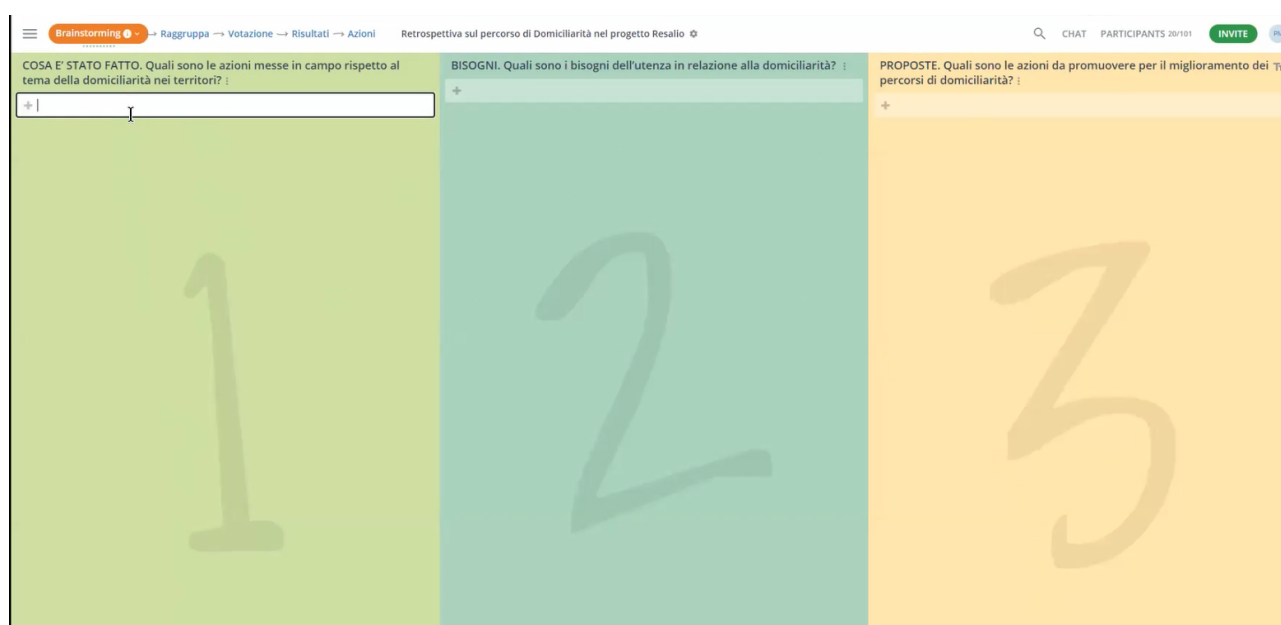 Brainstorming → Raggruppa → Votazione → Risultati → Azioni Retrospettiva sul percorso di Domiciliarità nel progetto Resalio CHAT PARTICIPANTS 20/101 INVITE
COSA E' STATO FATTO. Quali sono le azioni messe in campo rispetto al
tema della domiciliarità nei territori?
+
BISOGNI. Quali sono i bisogni dell'utenza in relazione alla domiciliarità?
+
PROPOSTE. Quali sono le azioni da promuovere per il miglioramento dei
percorsi di domiciliarità?
+
1
2
3